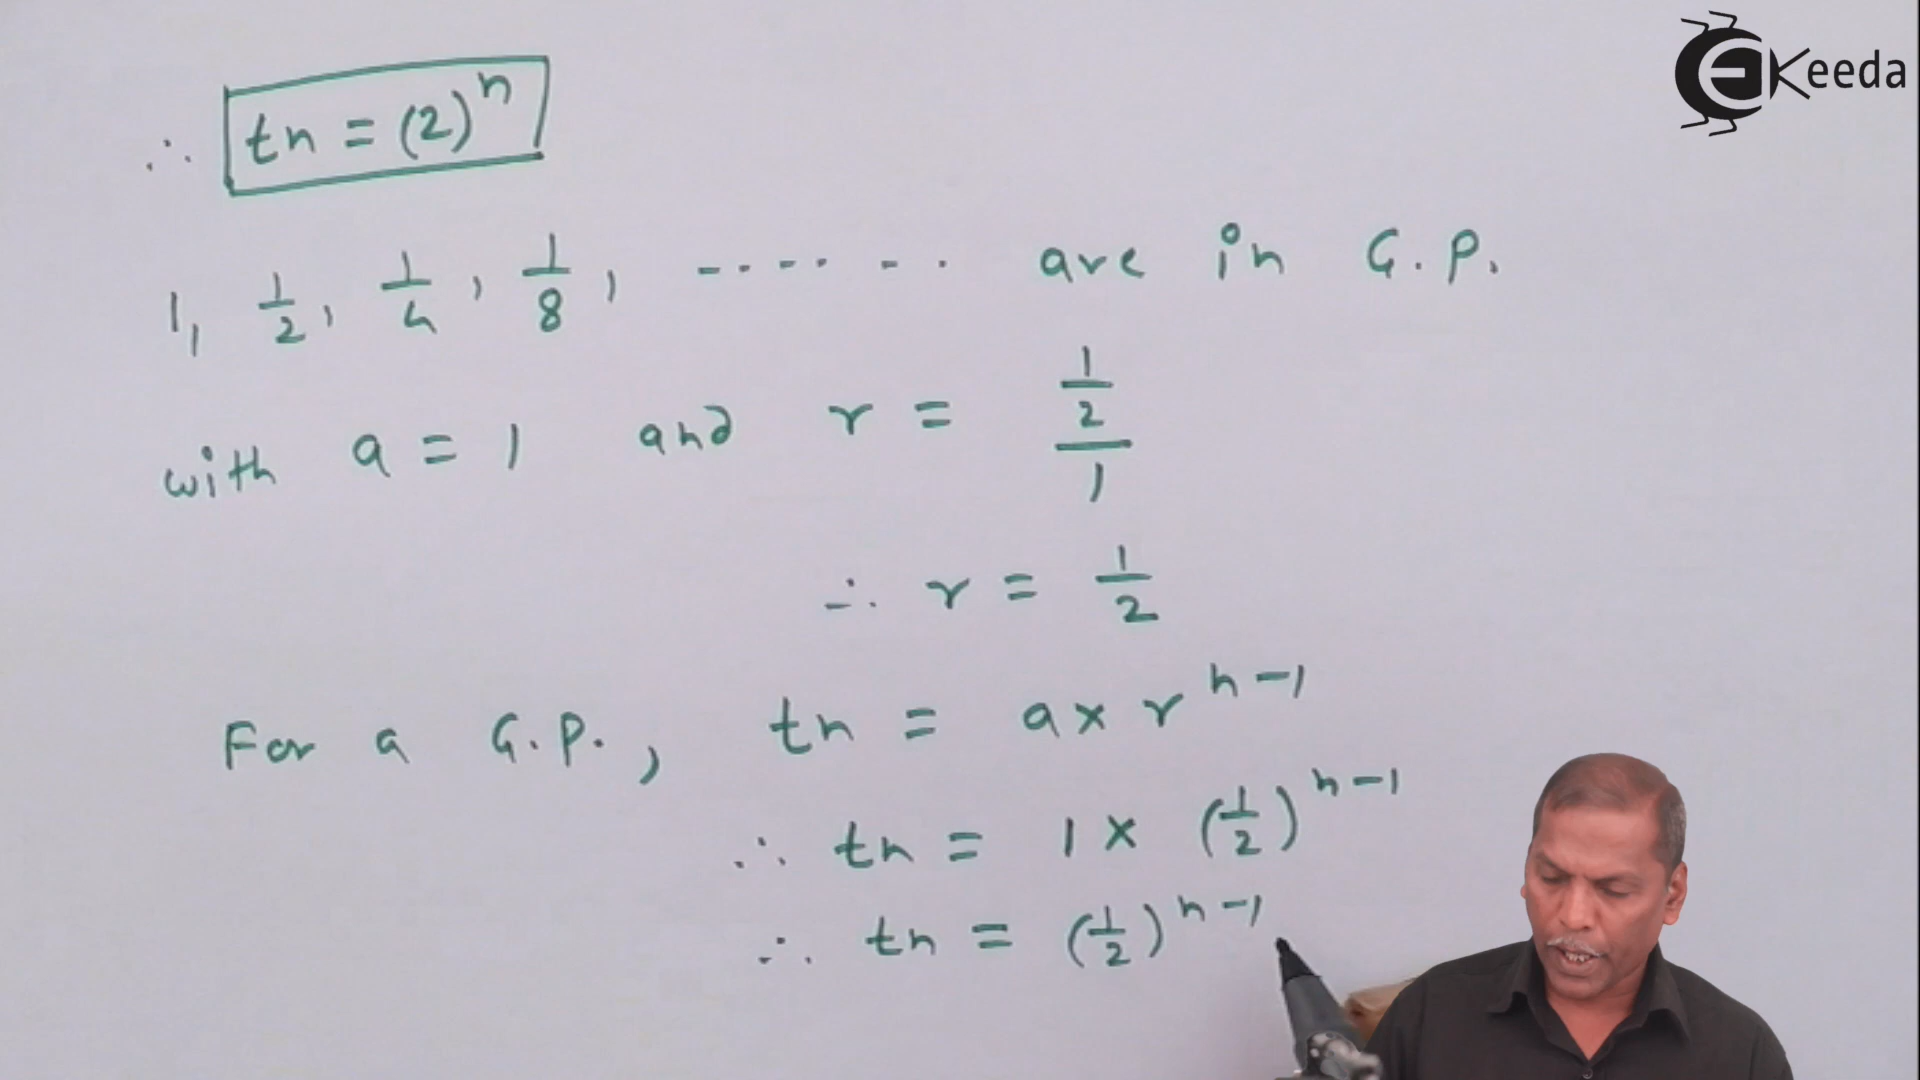 EKeeda
∴ tn = (2)^n
1, 1/2, 1/4, 1/8, ------- are in G.P.
with a = 1 and r = (1/2)/1
∴ r = 1/2
For a G.P., tn = a × r^(n-1)
∴ tn = 1 × (1/2)^(n-1)
∴ tn = (1/2)^(n-1)